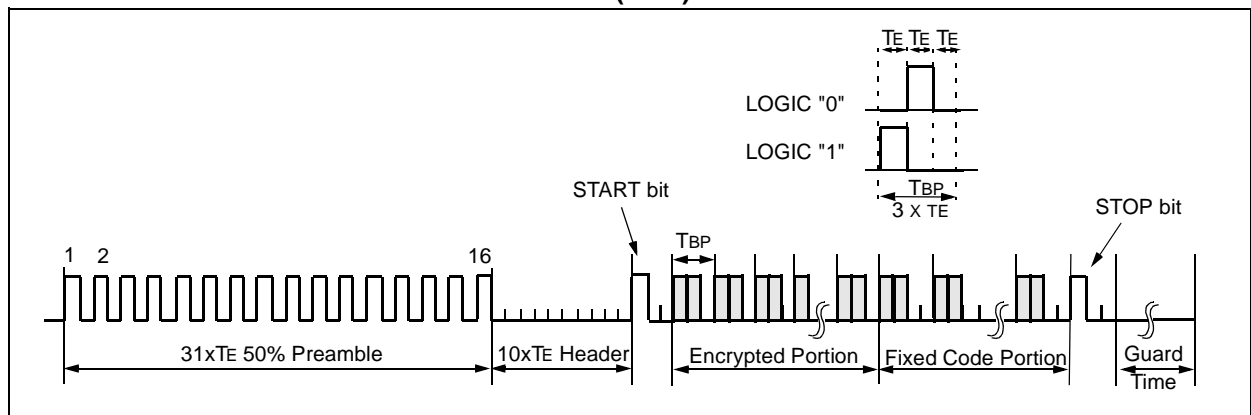 TE TE TE
LOGIC "0"
LOGIC "1"
TBP
3 X TE
START bit
STOP bit
1 2 16
TBP
31xTE 50% Preamble
10xTE Header
Encrypted Portion
Fixed Code Portion
Guard
Time